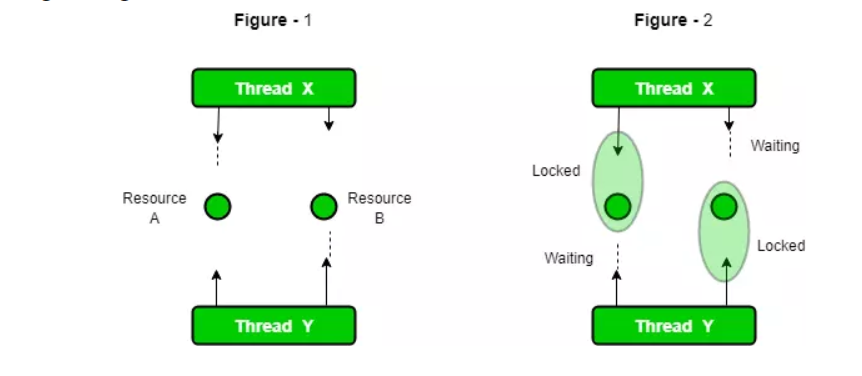 Figure - 1
Figure - 2
Thread X
Thread X
Waiting
Locked
Resource
A
Resource
B
Locked
Waiting
Thread Y
Thread Y